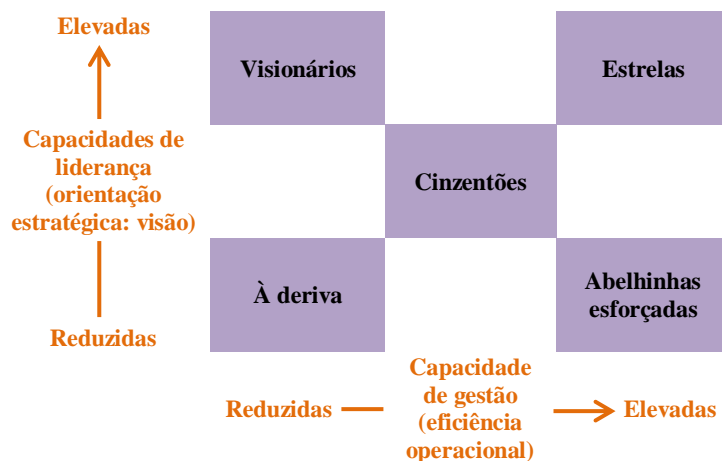 Elevadas
Capacidades de
liderança
(orientação
estratégica: visão)
Reduzidas
Visionários
Estrelas
Cinzentões
À deriva
Abelhinhas
esforçadas
Reduzidas
Capacidade
de gestão
(eficiência
operacional)
Elevadas